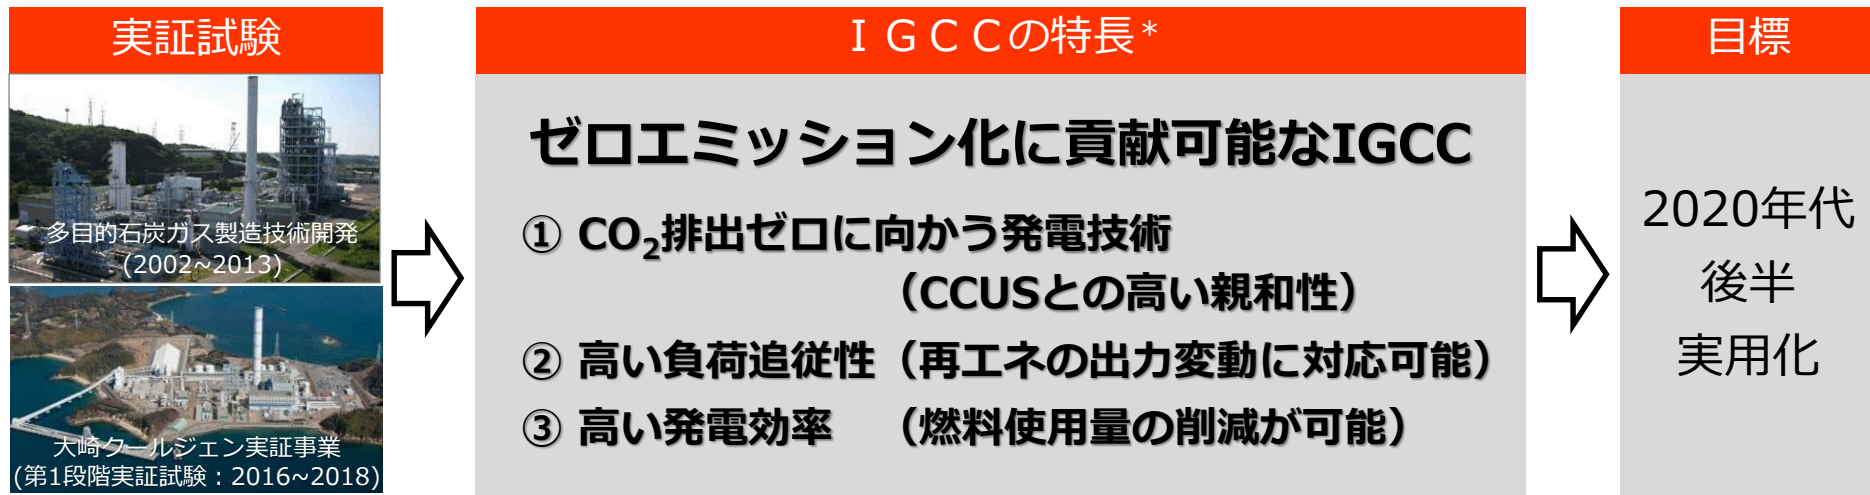 実証試験
多目的石炭ガス製造技術開発
(2002~2013)
大崎クールジェン実証事業
(第1段階実証試験：2016~2018)
ＩＧＣＣの特長*
ゼロエミッション化に貢献可能なIGCC
① CO₂排出ゼロに向かう発電技術
（CCUSとの高い親和性）
② 高い負荷追従性（再エネの出力変動に対応可能）
③ 高い発電効率　（燃料使用量の削減が可能）
目標
2020年代
後半
実用化